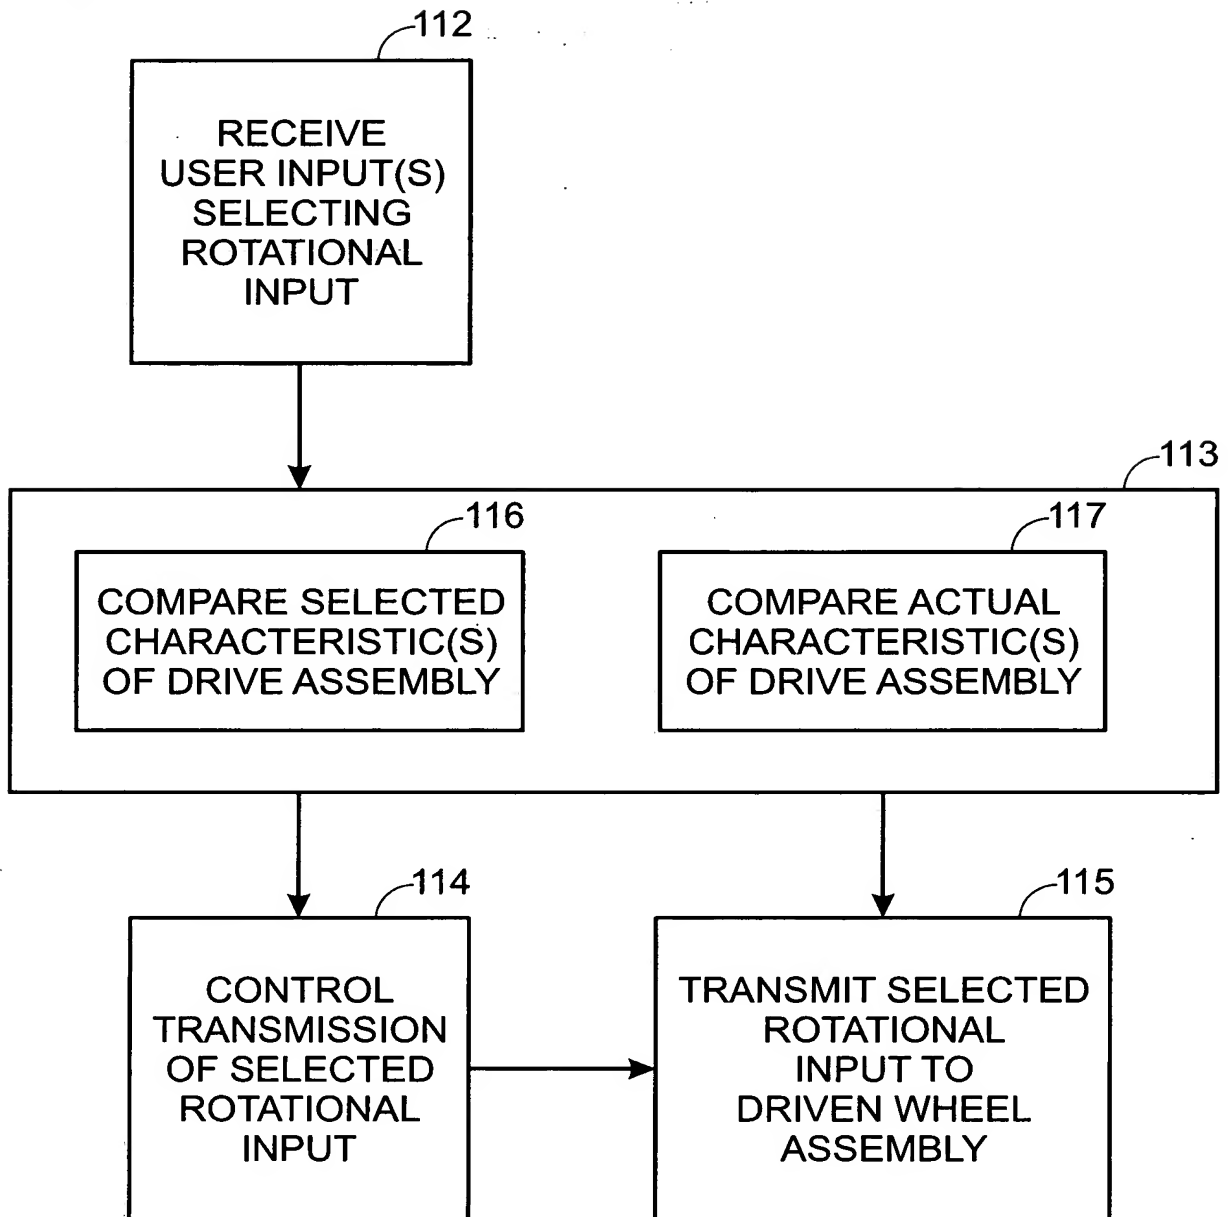 112
RECEIVE
USER INPUT(S)
SELECTING
ROTATIONAL
INPUT
113
116
COMPARE SELECTED
CHARACTERISTIC(S)
OF DRIVE ASSEMBLY
117
COMPARE ACTUAL
CHARACTERISTIC(S)
OF DRIVE ASSEMBLY
114
CONTROL
TRANSMISSION
OF SELECTED
ROTATIONAL
INPUT
115
TRANSMIT SELECTED
ROTATIONAL
INPUT TO
DRIVEN WHEEL
ASSEMBLY